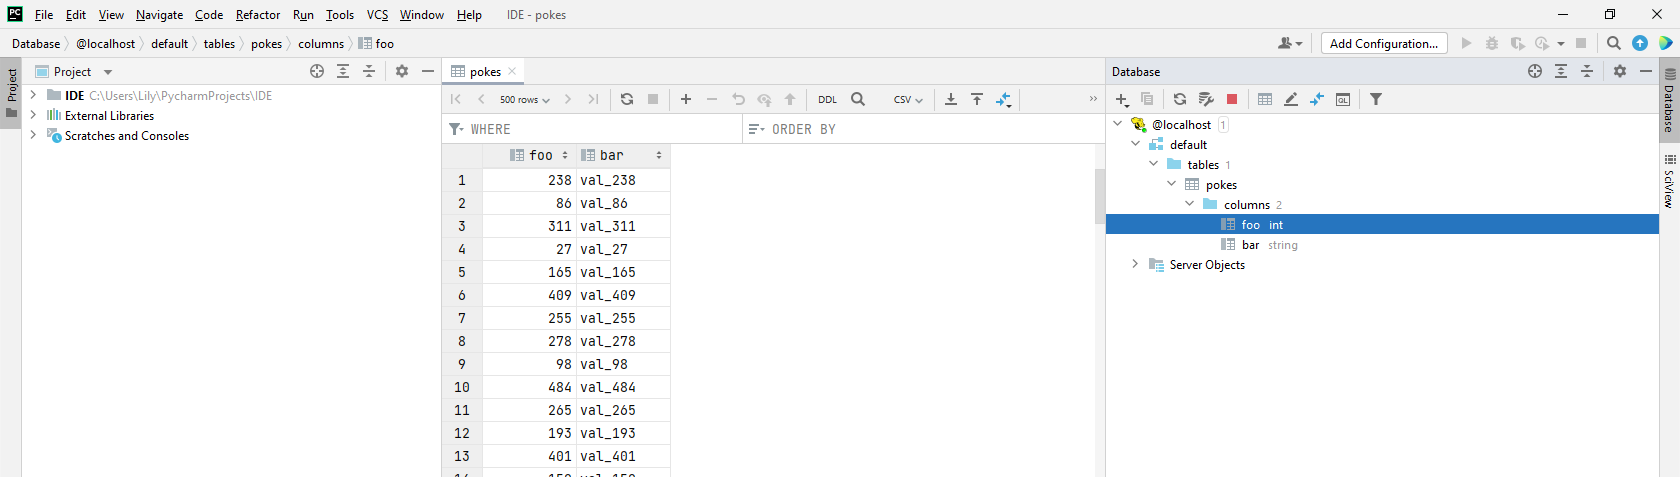 PC File Edit View Navigate Code Refactor Run Tools VCS Window Help IDE - pokes
Database @localhost default tables pokes columns foo Add Configuration...
Project
Project
IDE C:\Users\Lily\PycharmProjects\IDE
External Libraries
Scratches and Consoles
pokes
500 rows DDL CSV
WHERE ORDER BY
foo bar
1 238 val_238
2 86 val_86
3 311 val_311
4 27 val_27
5 165 val_165
6 409 val_409
7 255 val_255
8 278 val_278
9 98 val_98
10 484 val_484
11 265 val_265
12 193 val_193
13 401 val_401
Database
QL
@localhost 1
default
tables 1
pokes
columns 2
foo int
bar string
Server Objects
Database
SciView